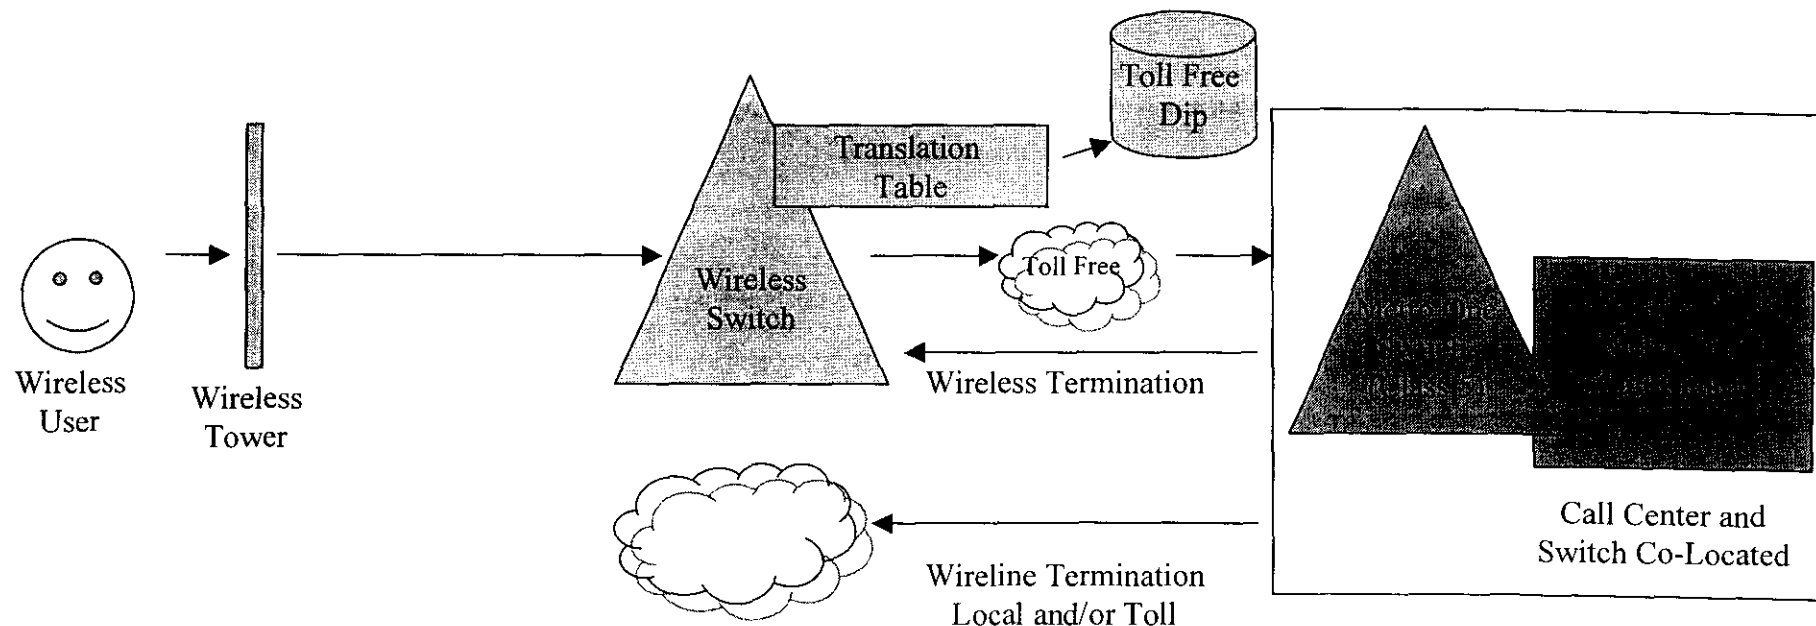 Toll Free
Dip
Translation
Table
Toll Free
Wireless
Switch
Wireless
User
Wireless
Tower
Wireless Termination
Call Center and
Switch Co-Located
Wireline Termination
Local and/or Toll